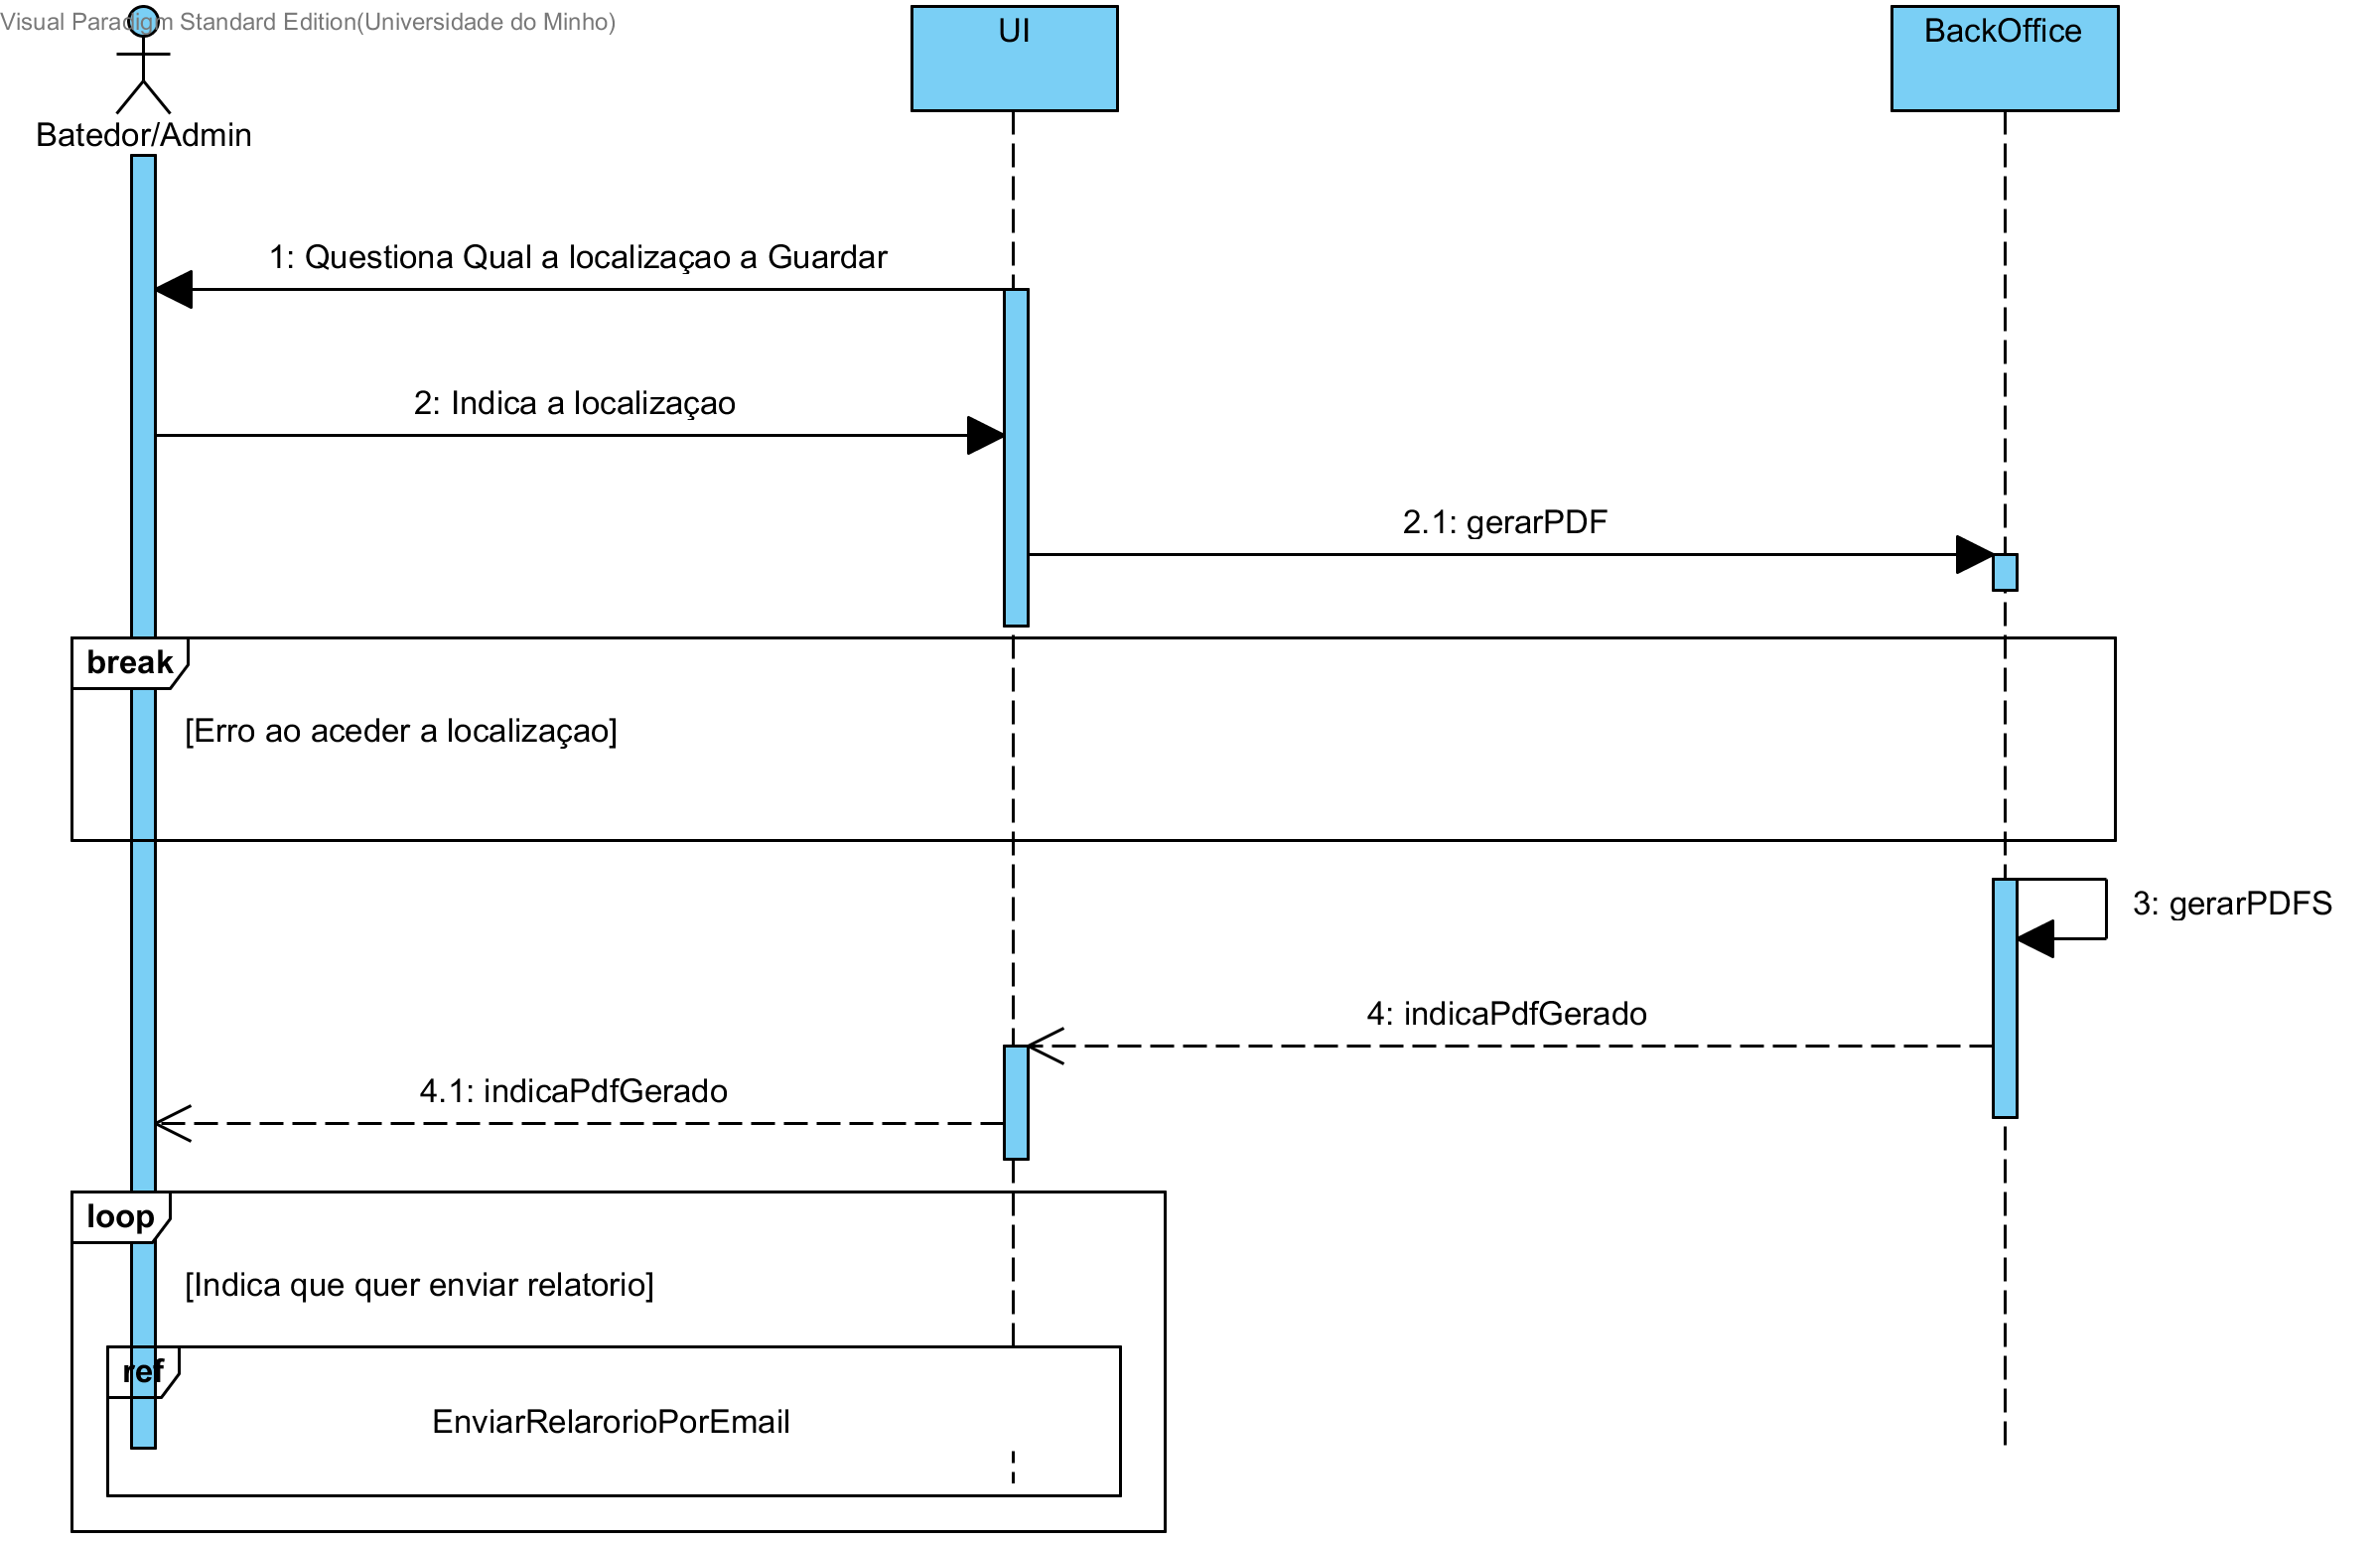 Visual Paradigm Standard Edition(Universidade do Minho)
UI
BackOffice
Batedor/Admin
1: Questiona Qual a localizaçao a Guardar
2: Indica a localizaçao
2.1: gerarPDF
break
[Erro ao aceder a localizaçao]
3: gerarPDFS
4: indicaPdfGerado
4.1: indicaPdfGerado
loop
[Indica que quer enviar relatorio]
ref
EnviarRelarorioPorEmail